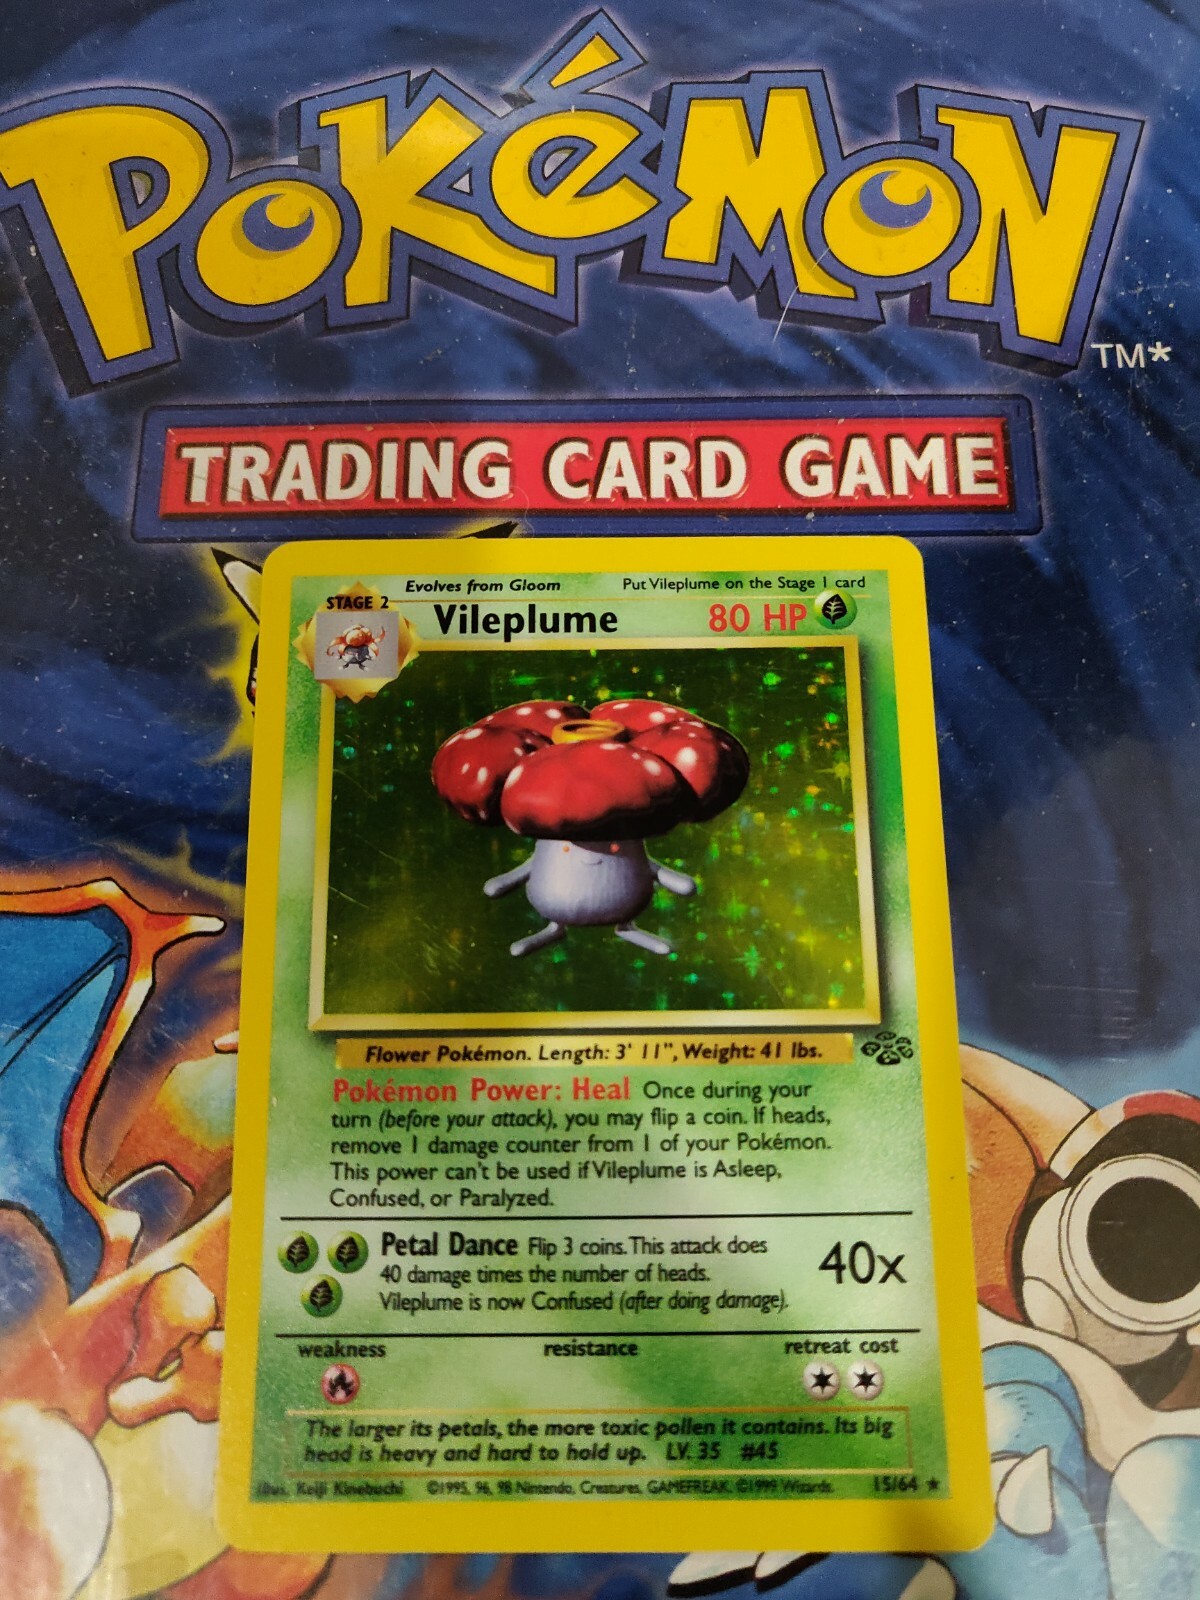 POKéMON
TM*
TRADING CARD GAME
Evolves from Gloom Put Vileplume on the Stage 1 card
STAGE 2
Vileplume 80 HP
Flower Pokémon. Length: 3' 11", Weight: 41 lbs.
Pokémon Power: Heal Once during your
turn (before your attack), you may flip a coin. If heads,
remove 1 damage counter from 1 of your Pokémon.
This power can't be used if Vileplume is Asleep,
Confused, or Paralyzed.
Petal Dance Flip 3 coins. This attack does
40 damage times the number of heads.
Vileplume is now Confused (after doing damage).
40x
weakness resistance retreat cost
The larger its petals, the more toxic pollen it contains. Its big
head is heavy and hard to hold up. LV. 35 #45
Illus. Keiji Kinebuchi ©1995, 96, 98 Nintendo, Creatures, GAMEFREAK. ©1999 Wizards. 15/64 ★